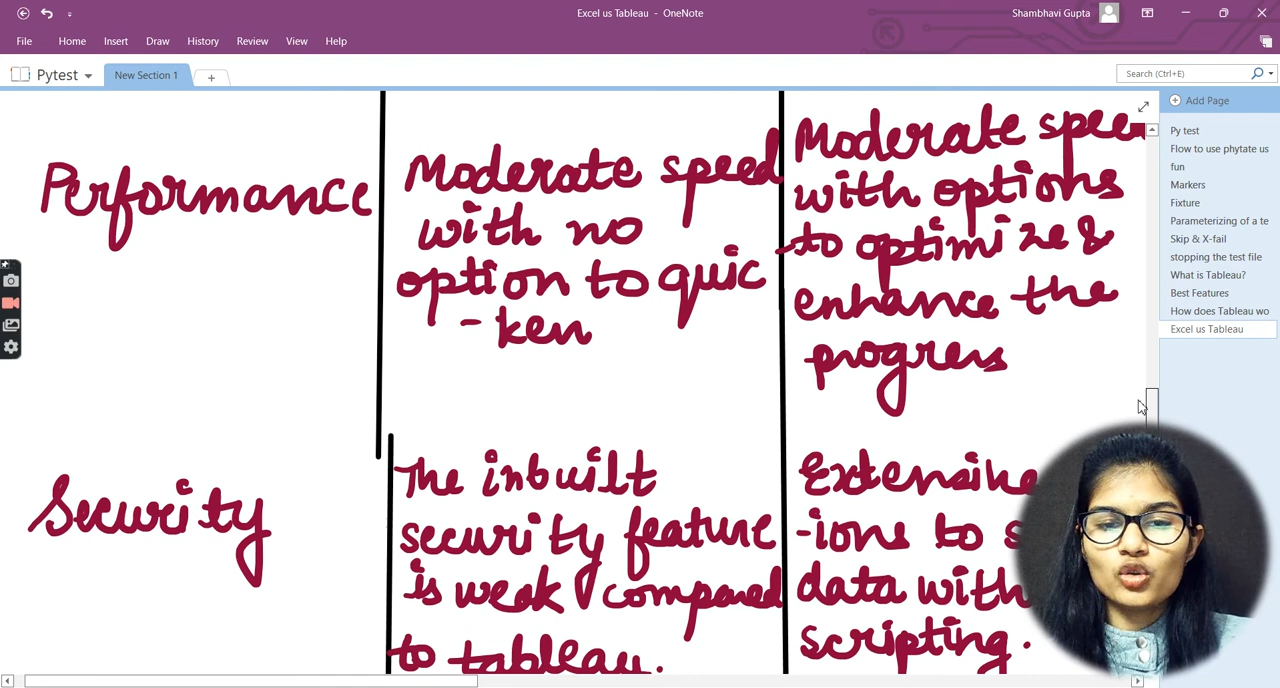 Excel us Tableau - OneNote
Shambhavi Gupta
File Home Insert Draw History Review View Help
Pytest
New Section 1
Search (Ctrl+E)
Add Page
Py test
Flow to use phytate us
fun
Markers
Fixture
Parameterizing of a te
Skip & X-fail
stopping the test file
What is Tableau?
Best Features
How does Tableau wo
Excel us Tableau
Performance
Moderate speed
with no
option to quic
-ken
Moderate speed
with options
-to optimize &
enhance the
progress
Security
The inbuilt
security feature
is weak compared
to tableau.
Extensive
-ions to
data with
scripting.